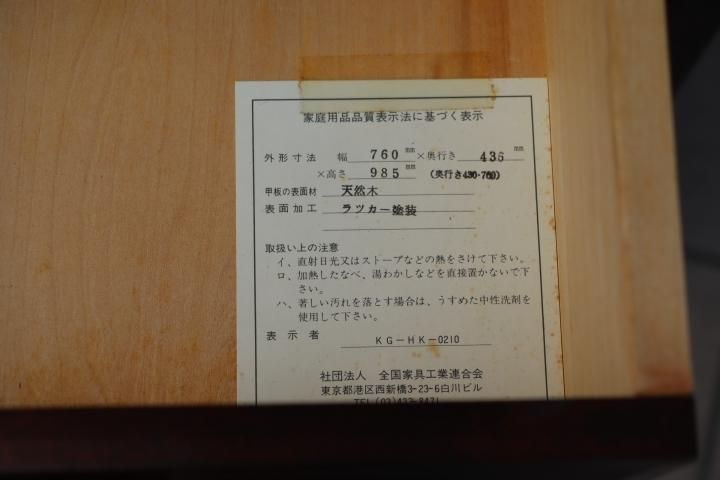 家庭用品品質表示法に基づく表示
外形寸法 幅 760 mm ×奥行き 436 mm
×高さ 985 mm (奥行き430-760)
甲板の表面材 天然木
表面加工 ラツカー塗装
取扱い上の注意
イ、直射日光又はストーブなどの熱をさけて下さい。
ロ、加熱したなべ、湯わかしなどを直接置かないで下
さい。
ハ、著しい汚れを落とす場合は、うすめた中性洗剤を
使用して下さい。
表示者 KG-HK-0210
社団法人 全国家具工業連合会
東京都港区西新橋3-23-6白川ビル
TEL (03)433-8471